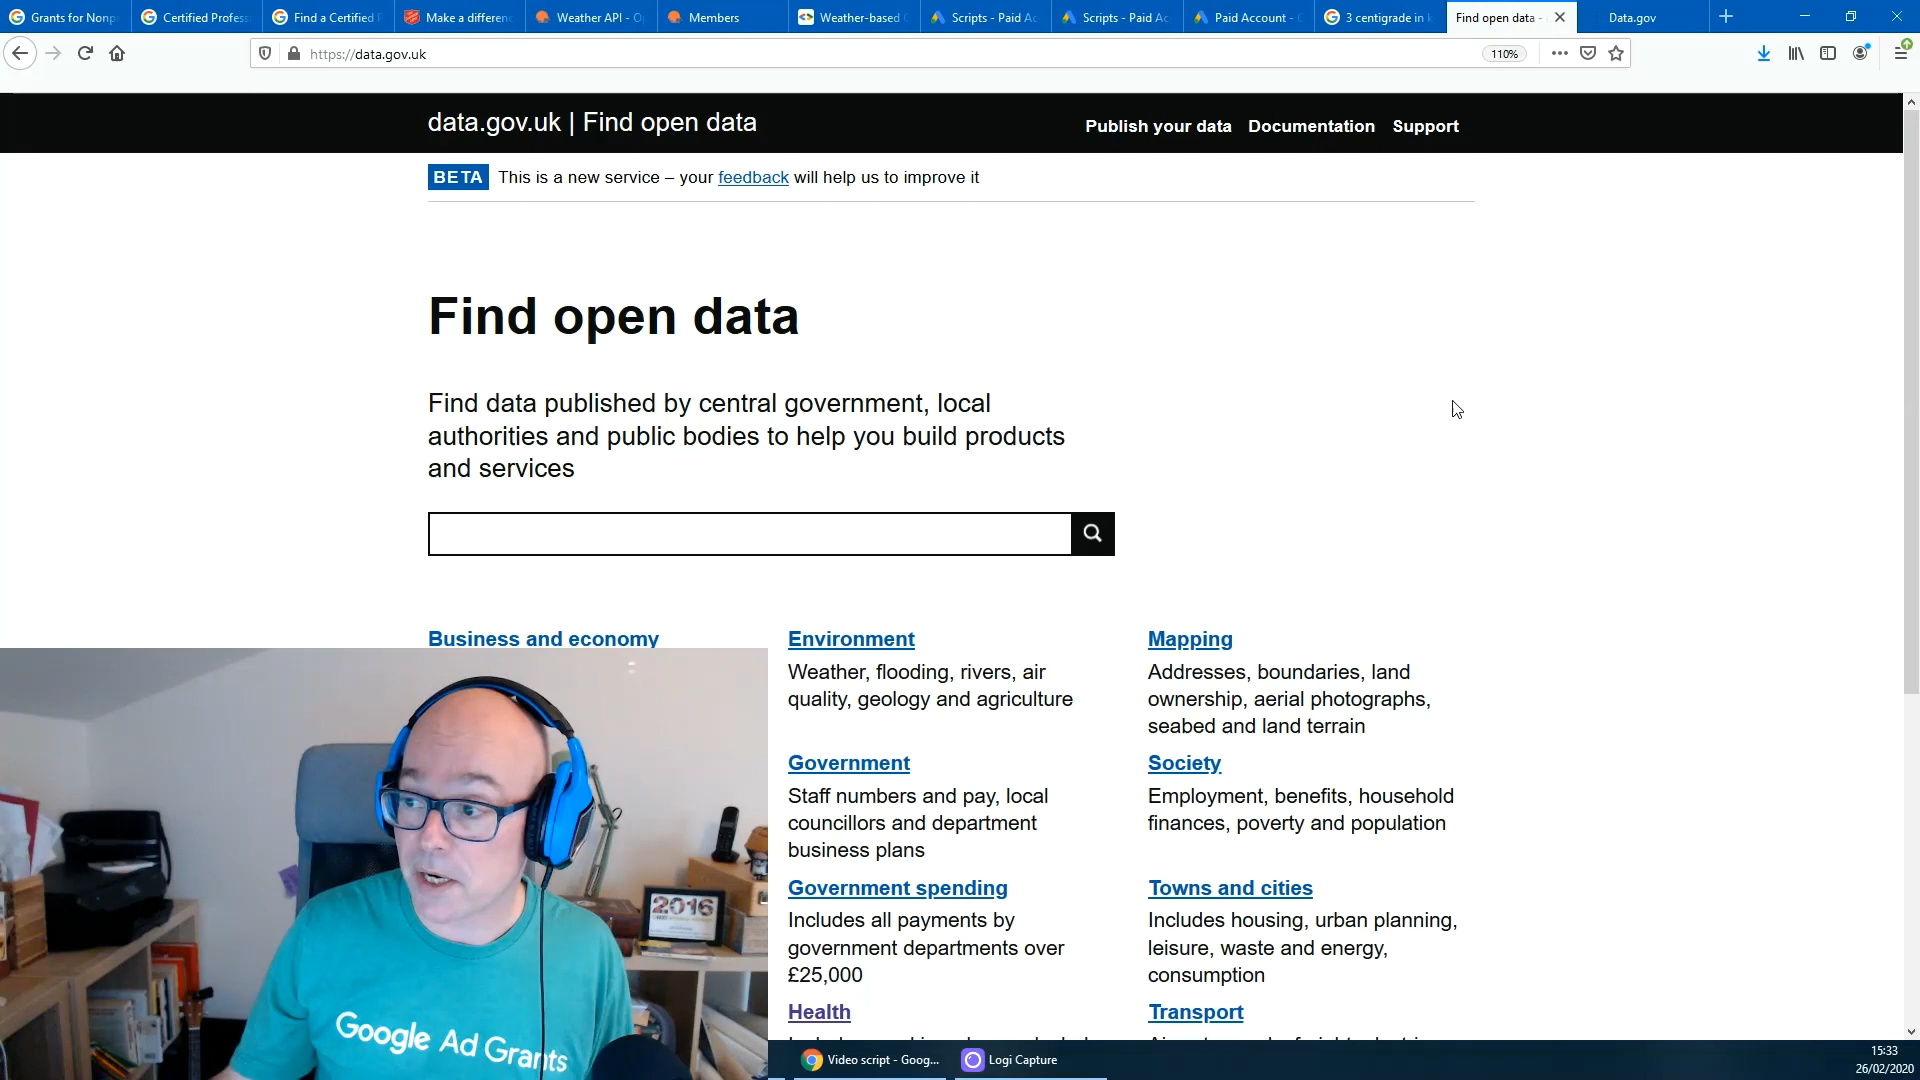 Grants for Nonp
Certified Profess
Find a Certified P
Make a differenc
Weather API - O
Members
Weather-based
Scripts - Paid Ac
Scripts - Paid Ac
Paid Account -
3 centigrade in k
Find open data -
Data.gov
https://data.gov.uk
110%
data.gov.uk | Find open data
Publish your data
Documentation
Support
BETA
This is a new service – your feedback will help us to improve it
Find open data
Find data published by central government, local
authorities and public bodies to help you build products
and services
Business and economy
Environment
Weather, flooding, rivers, air
quality, geology and agriculture
Mapping
Addresses, boundaries, land
ownership, aerial photographs,
seabed and land terrain
Government
Staff numbers and pay, local
councillors and department
business plans
Society
Employment, benefits, household
finances, poverty and population
Government spending
Includes all payments by
government departments over
£25,000
Towns and cities
Includes housing, urban planning,
leisure, waste and energy,
consumption
Health
Transport
2016
Google Ad Grants
Video script - Goog...
Logi Capture
15:33
26/02/2020